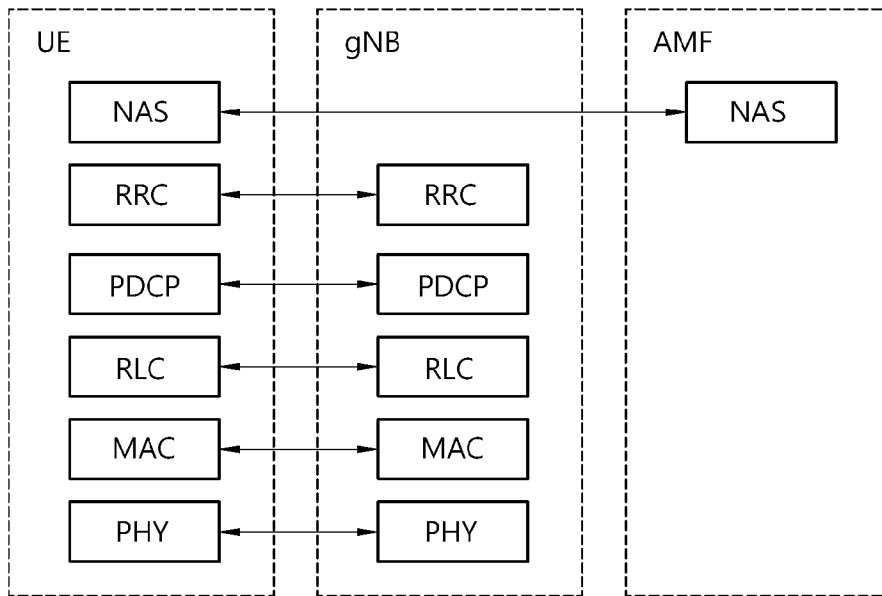 UE gNB AMF
NAS NAS
RRC RRC
PDCP PDCP
RLC RLC
MAC MAC
PHY PHY